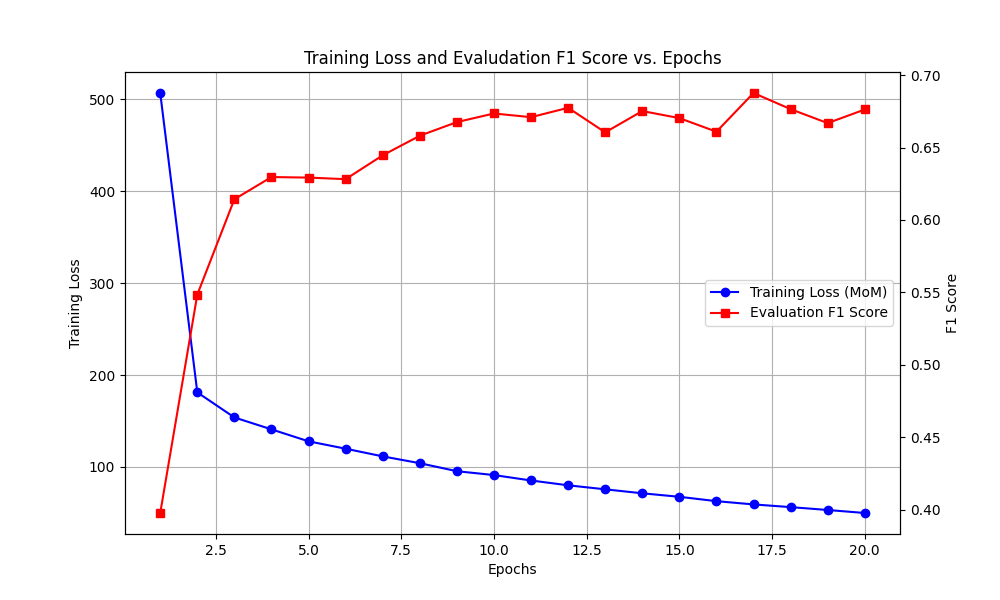 Training Loss and Evaludation F1 Score vs. Epochs
500
400
300
200
100
Training Loss
0.70
0.65
0.60
0.55
0.50
0.45
0.40
F1 Score
Training Loss (MoM)
Evaluation F1 Score
2.5 5.0 7.5 10.0 12.5 15.0 17.5 20.0
Epochs